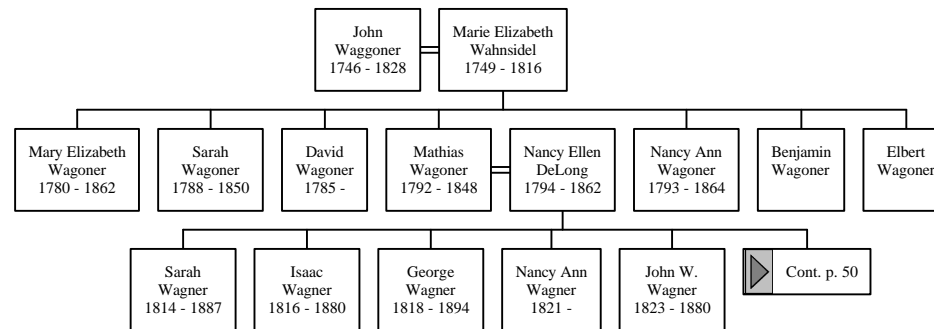 John
Waggoner
1746 - 1828
Marie Elizabeth
Wahnsidel
1749 - 1816
Mary Elizabeth
Wagoner
1780 - 1862
Sarah
Wagoner
1788 - 1850
David
Wagoner
1785 -
Mathias
Wagoner
1792 - 1848
Nancy Ellen
DeLong
1794 - 1862
Nancy Ann
Wagoner
1793 - 1864
Benjamin
Wagoner
Elbert
Wagoner
Sarah
Wagner
1814 - 1887
Isaac
Wagner
1816 - 1880
George
Wagner
1818 - 1894
Nancy Ann
Wagner
1821 -
John W.
Wagner
1823 - 1880
Cont. p. 50